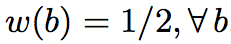 w(b) = 1/2, ∀ b